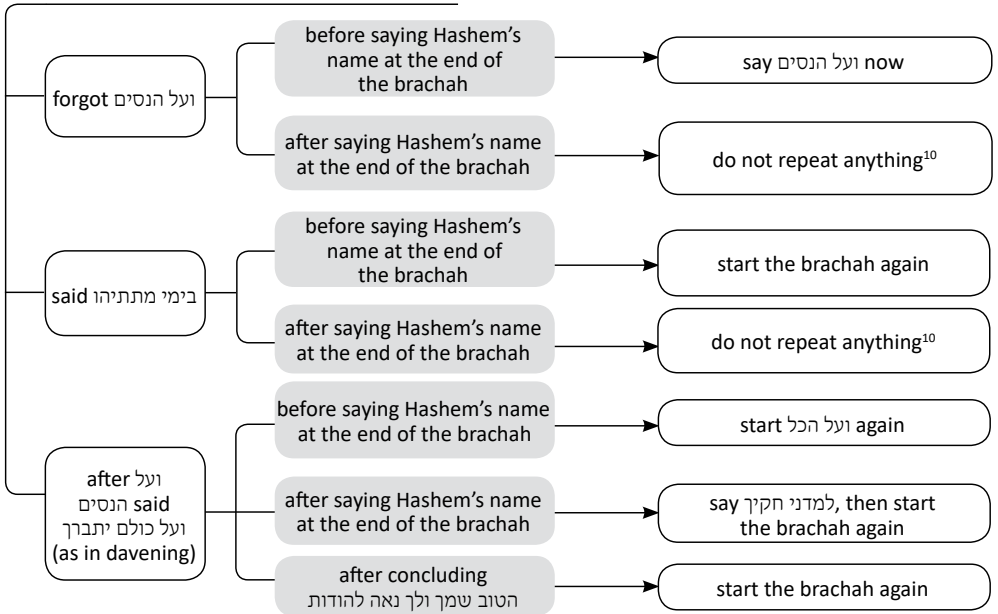 forgot ועל הנסים
before saying Hashem’s
name at the end of
the brachah
say ועל הנסים now
after saying Hashem’s name
at the end of the brachah
do not repeat anything10
said בימי מתתיהו
before saying Hashem’s
name at the end of
the brachah
start the brachah again
after saying Hashem’s name
at the end of the brachah
do not repeat anything10
after ועל
הנסים said
ועל כולם יתברך
(as in davening)
before saying Hashem’s name
at the end of the brachah
start ועל הכל again
after saying Hashem’s name
at the end of the brachah
say למדני חקיך, then start
the brachah again
after concluding
הטוב שמך ולך נאה להודות
start the brachah again